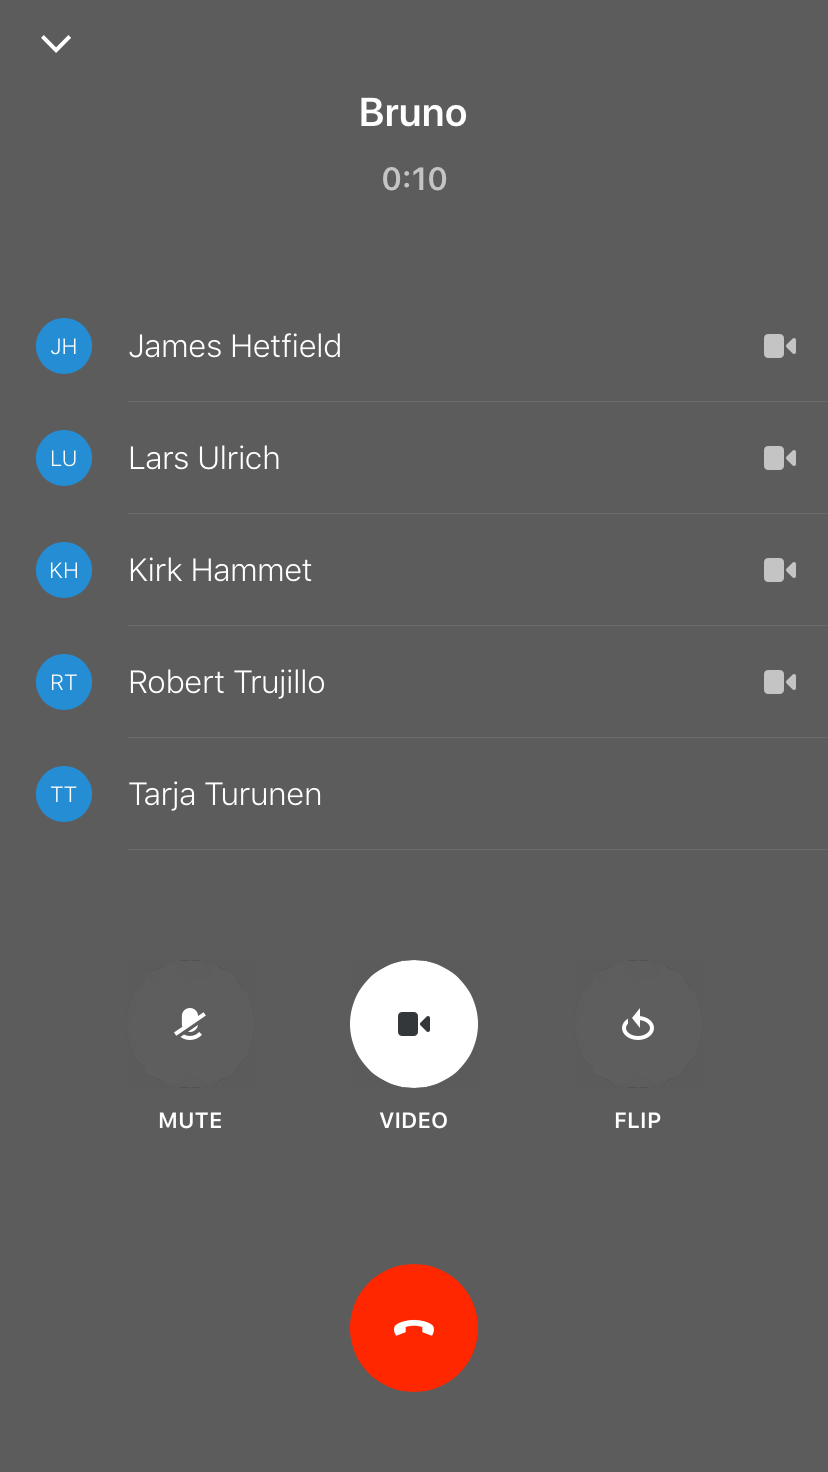 Bruno
0:10
JH James Hetfield
LU Lars Ulrich
KH Kirk Hammet
RT Robert Trujillo
TT Tarja Turunen
MUTE VIDEO FLIP